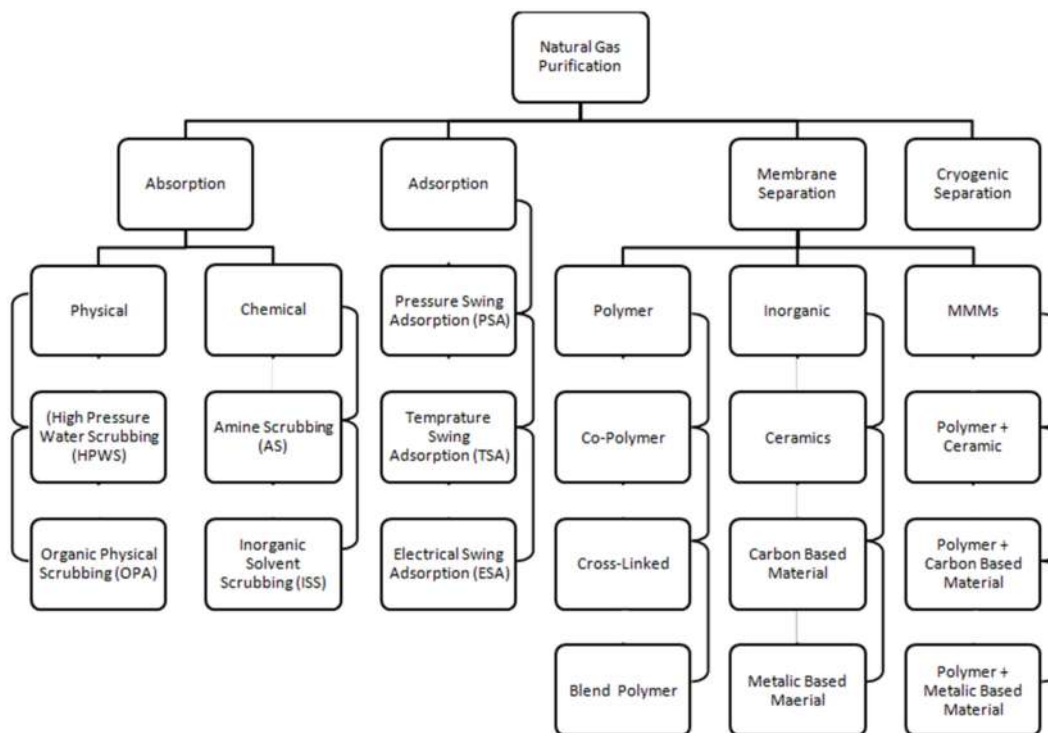 Natural Gas
Purification
Absorption
Adsorption
Membrane
Separation
Cryogenic
Separation
Physical
Chemical
Pressure Swing
Adsorption (PSA)
Polymer
Inorganic
MMMs
(High Pressure
Water Scrubbing
(HPWS)
Amine Scrubbing
(AS)
Temprature
Swing
Adsorption (TSA)
Co-Polymer
Ceramics
Polymer +
Ceramic
Organic Physical
Scrubbing (OPA)
Inorganic
Solvent
Scrubbing (ISS)
Electrical Swing
Adsorption (ESA)
Cross-Linked
Carbon Based
Material
Polymer +
Carbon Based
Material
Blend Polymer
Metalic Based
Maerial
Polymer +
Metalic Based
Material